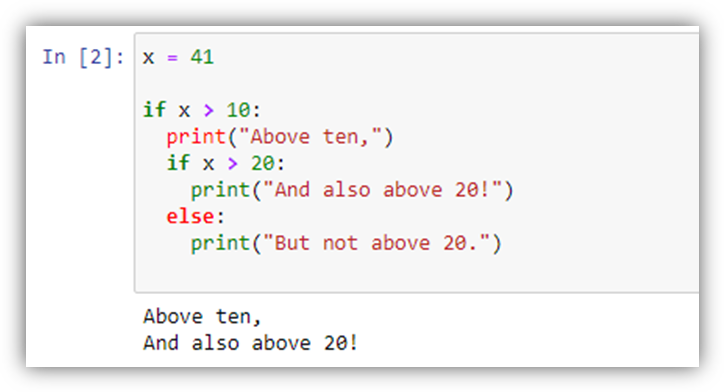 In [2]: x = 41
if x > 10:
  print("Above ten,")
  if x > 20:
    print("And also above 20!")
  else:
    print("But not above 20.")
Above ten,
And also above 20!